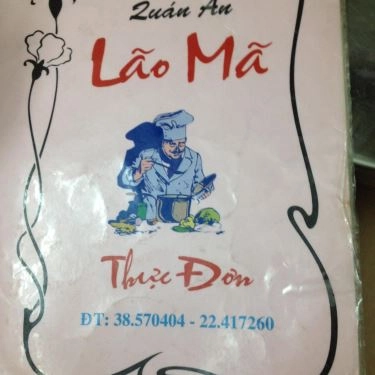 Quán Ăn
Lão Mã
Thực Đơn
ĐT: 38.570404 - 22.417260